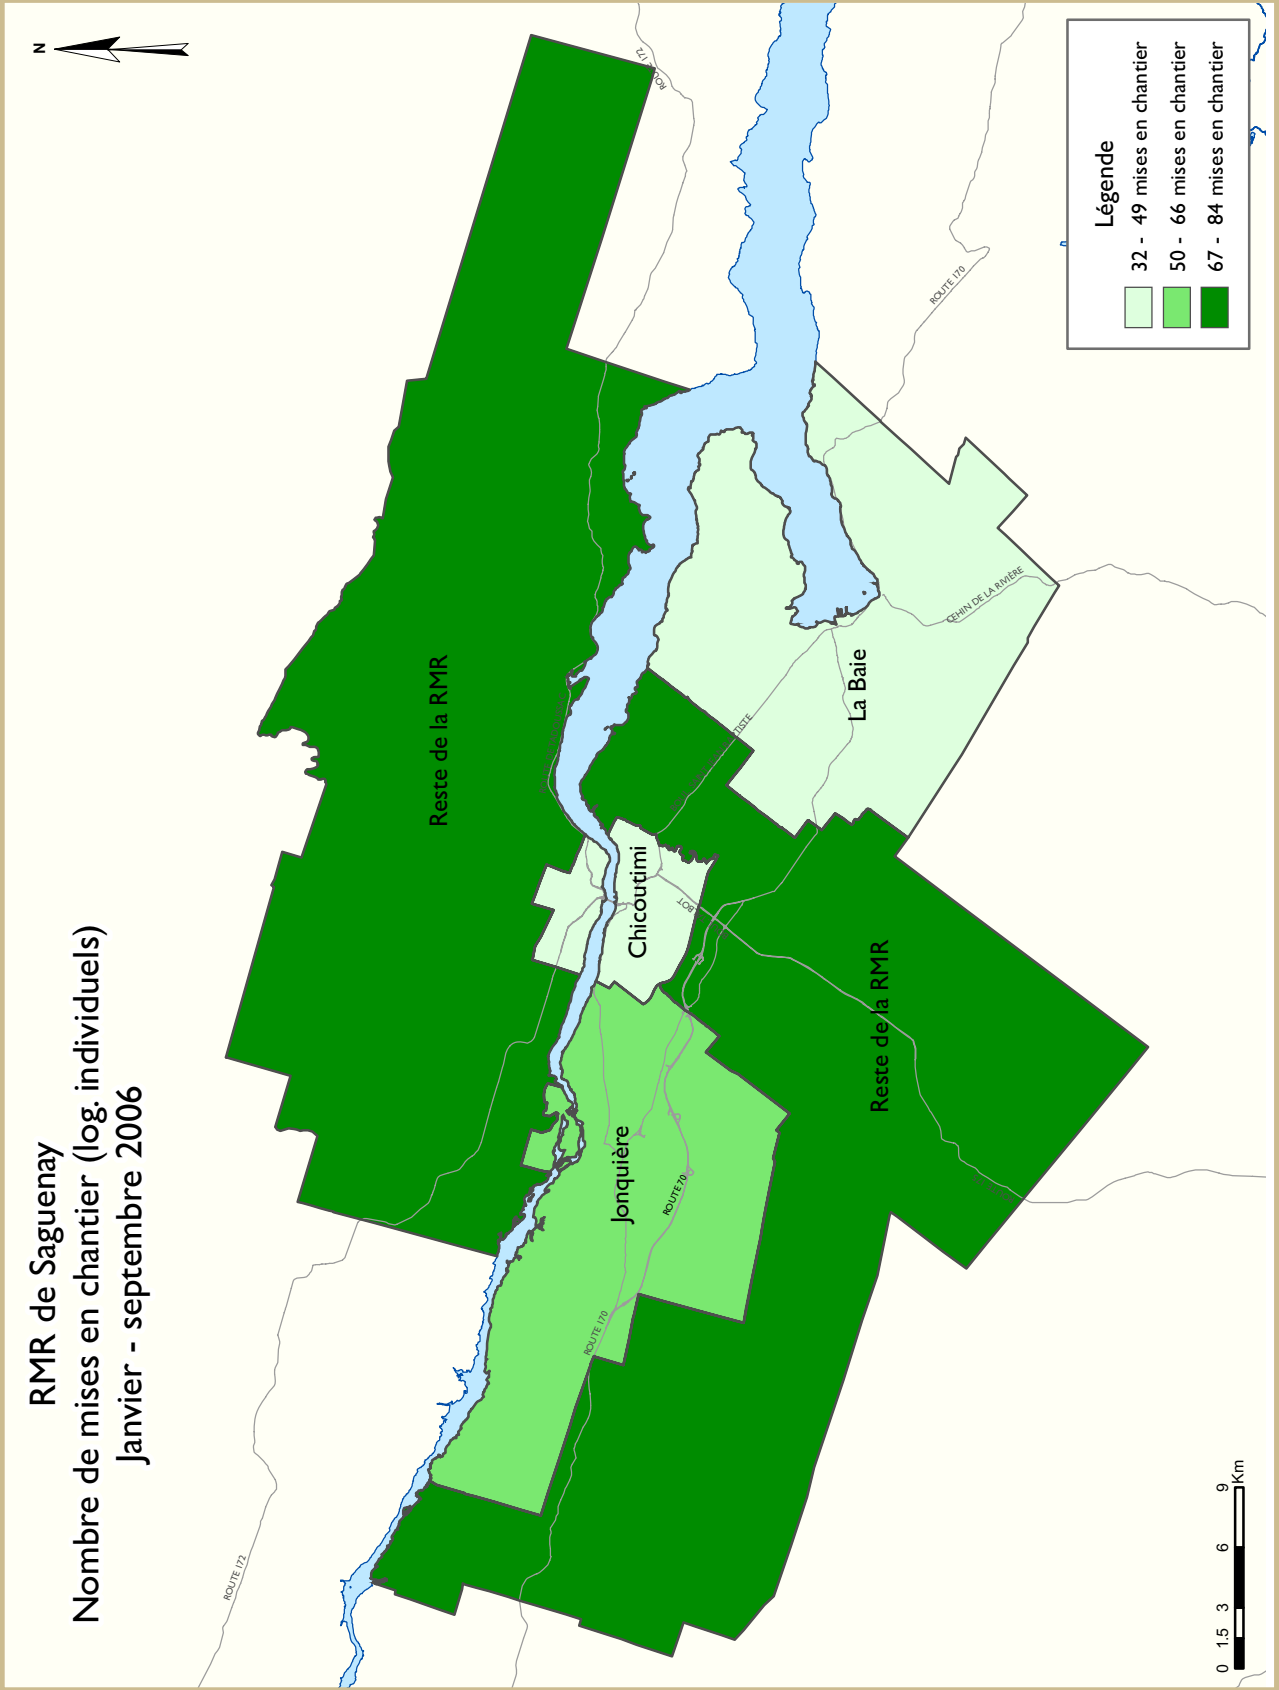 RMR de Saguenay
Nombre de mises en chantier (log. individuels)
Janvier - septembre 2006
N
ROUTE 172
ROUTE 172
Reste de la RMR
Chicoutimi
Jonquière
La Baie
Reste de la RMR
ROUTE 170
ROUTE 70
ROUTE 170
TISTE
BOT
CEHIN DE LA RIVIÈRE
Légende
32 - 49 mises en chantier
50 - 66 mises en chantier
67 - 84 mises en chantier
0 1.5 3 6 9
Km